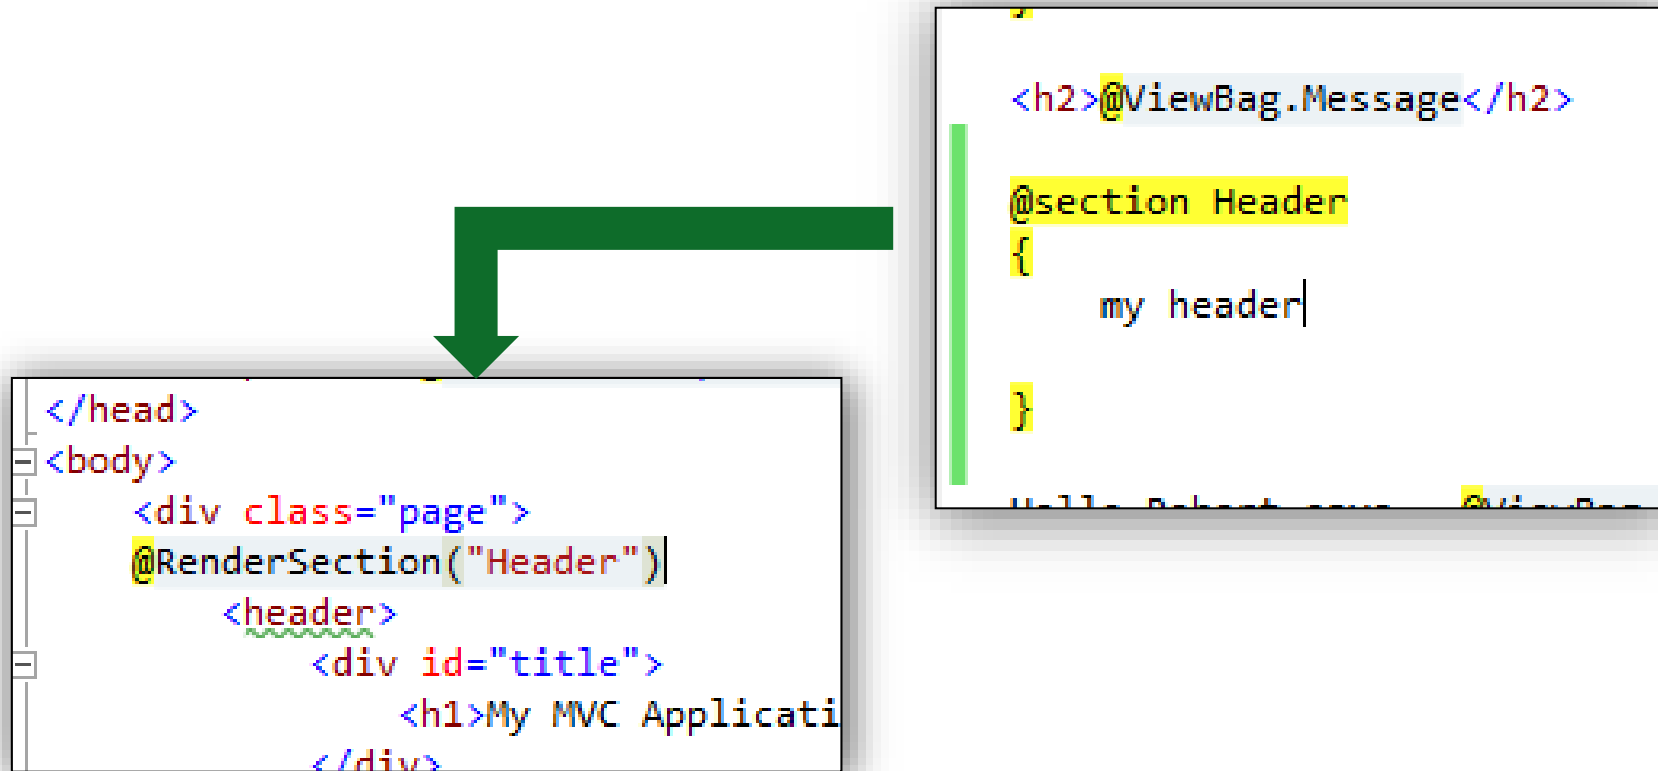 <h2>@ViewBag.Message</h2>
@section Header
{
my header
}
</head>
<body>
<div class="page">
@RenderSection("Header")
<header>
<div id="title">
<h1>My MVC Applicati
</div>